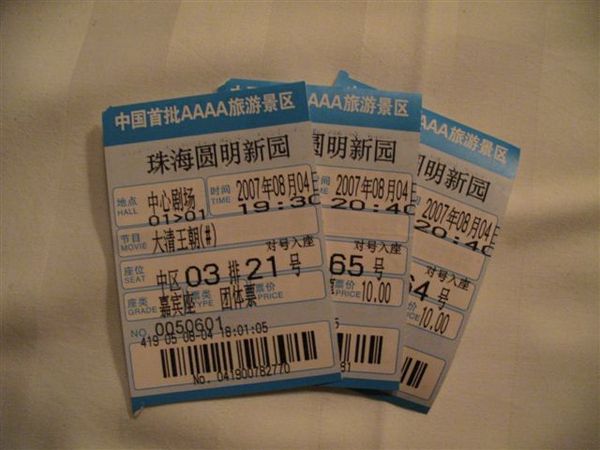 中国首批AAAA旅游景区
珠海圆明新园
地点 HALL 中心剧场 01>01 时间 TIME 2007年08月04日 19:30
节目 MOVIE 大清王朝(#)
对号入座
座位 SEAT 中区 03 排 21 号
座类 GRADE 嘉宾座 票类 TYPE 团体票
NO 0050601
419 05-08-04 18:01:05
No. 041900782770
AAA旅游景区
圆明新园
2007年08月04日
20:40
对号入座
65 号
票价 PRICE 10.00
AAAA旅游景区
明新园
2007年08月04日
20:40
对号入座
64 号
票价 PRICE 10.00